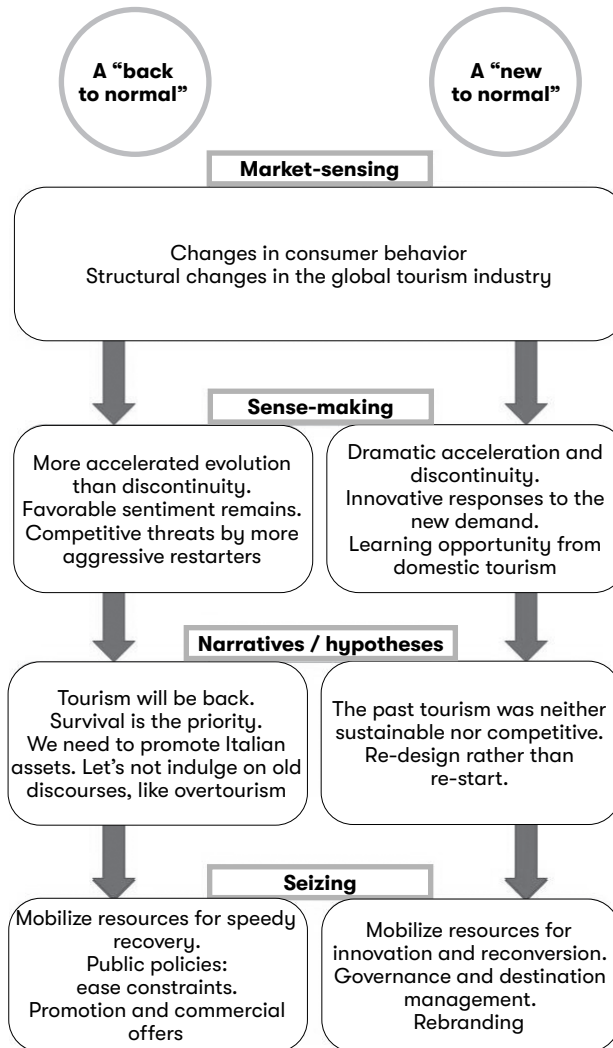 A “back
to normal”
A “new
to normal”
Market-sensing
Changes in consumer behavior
Structural changes in the global tourism industry
Sense-making
More accelerated evolution
than discontinuity.
Favorable sentiment remains.
Competitive threats by more
aggressive restarters
Dramatic acceleration and
discontinuity.
Innovative responses to the
new demand.
Learning opportunity from
domestic tourism
Narratives / hypotheses
Tourism will be back.
Survival is the priority.
We need to promote Italian
assets. Let’s not indulge on old
discourses, like overtourism
The past tourism was neither
sustainable nor competitive.
Re-design rather than
re-start.
Seizing
Mobilize resources for speedy
recovery.
Public policies:
ease constraints.
Promotion and commercial
offers
Mobilize resources for
innovation and reconversion.
Governance and destination
management.
Rebranding